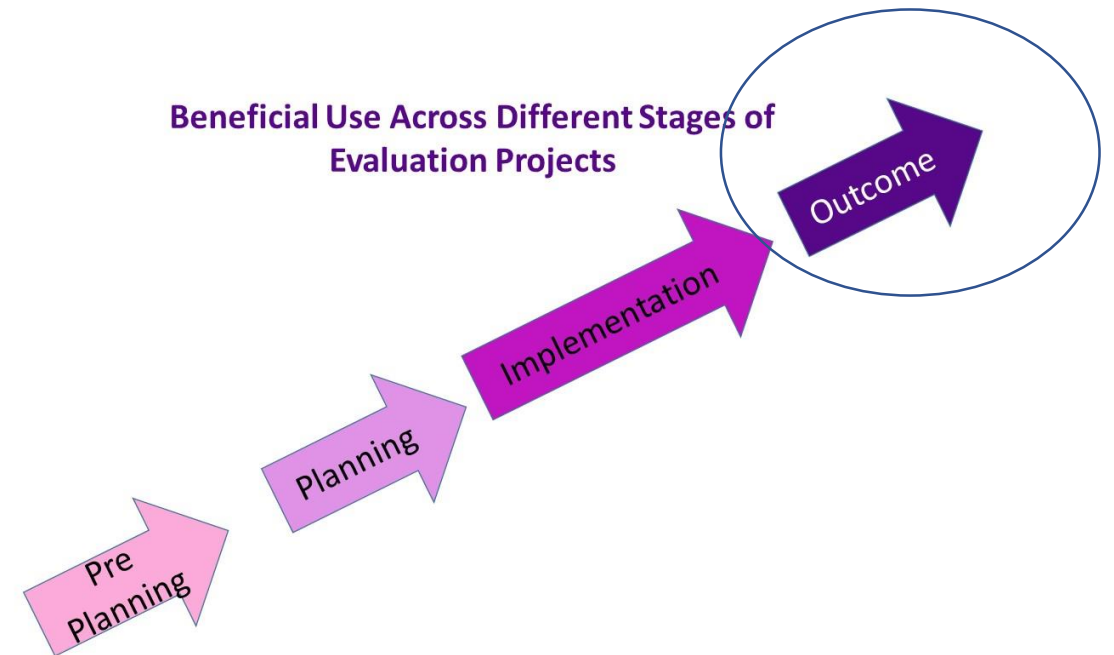 Beneficial Use Across Different Stages of
Evaluation Projects
Outcome
Implementation
Planning
Pre
Planning